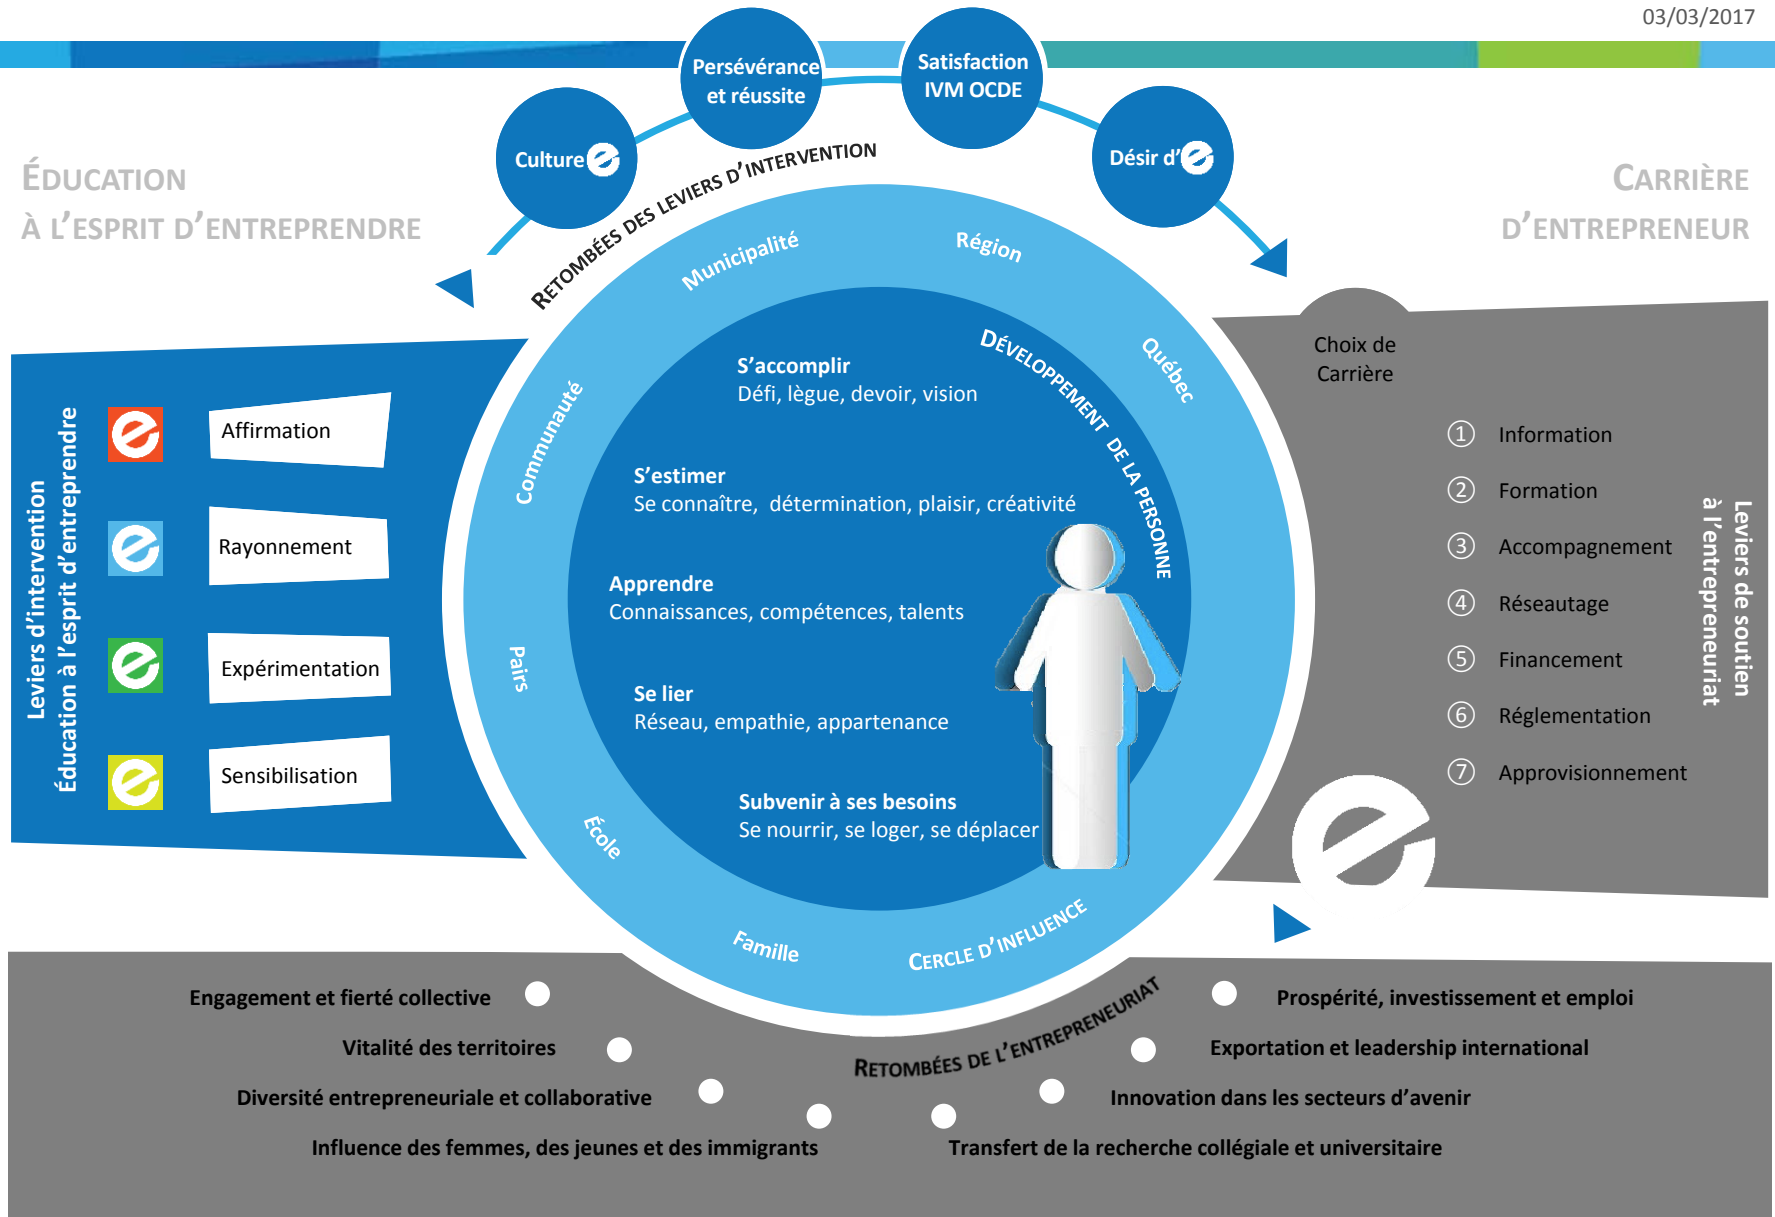 03/03/2017
Persévérance
et réussite
Satisfaction
IVM OCDE
Culture e
Désir d'e
ÉDUCATION
À L'ESPRIT D'ENTREPRENDRE
CARRIÈRE
D'ENTREPRENEUR
RETOMBÉES DES LEVIERS D'INTERVENTION
Municipalité
Région
Québec
Communauté
Pairs
École
Famille
CERCLE D'INFLUENCE
DÉVELOPPEMENT DE LA PERSONNE
S'accomplir
Défi, lègue, devoir, vision
S'estimer
Se connaître, détermination, plaisir, créativité
Apprendre
Connaissances, compétences, talents
Se lier
Réseau, empathie, appartenance
Subvenir à ses besoins
Se nourrir, se loger, se déplacer
Leviers d'intervention
Éducation à l'esprit d'entreprendre
e Affirmation
e Rayonnement
e Expérimentation
e Sensibilisation
Choix de
Carrière
① Information
② Formation
③ Accompagnement
④ Réseautage
⑤ Financement
⑥ Réglementation
⑦ Approvisionnement
Leviers de soutien
à l'entrepreneuriat
e
RETOMBÉES DE L'ENTREPRENEURIAT
Engagement et fierté collective
Vitalité des territoires
Diversité entrepreneuriale et collaborative
Influence des femmes, des jeunes et des immigrants
Prospérité, investissement et emploi
Exportation et leadership international
Innovation dans les secteurs d'avenir
Transfert de la recherche collégiale et universitaire